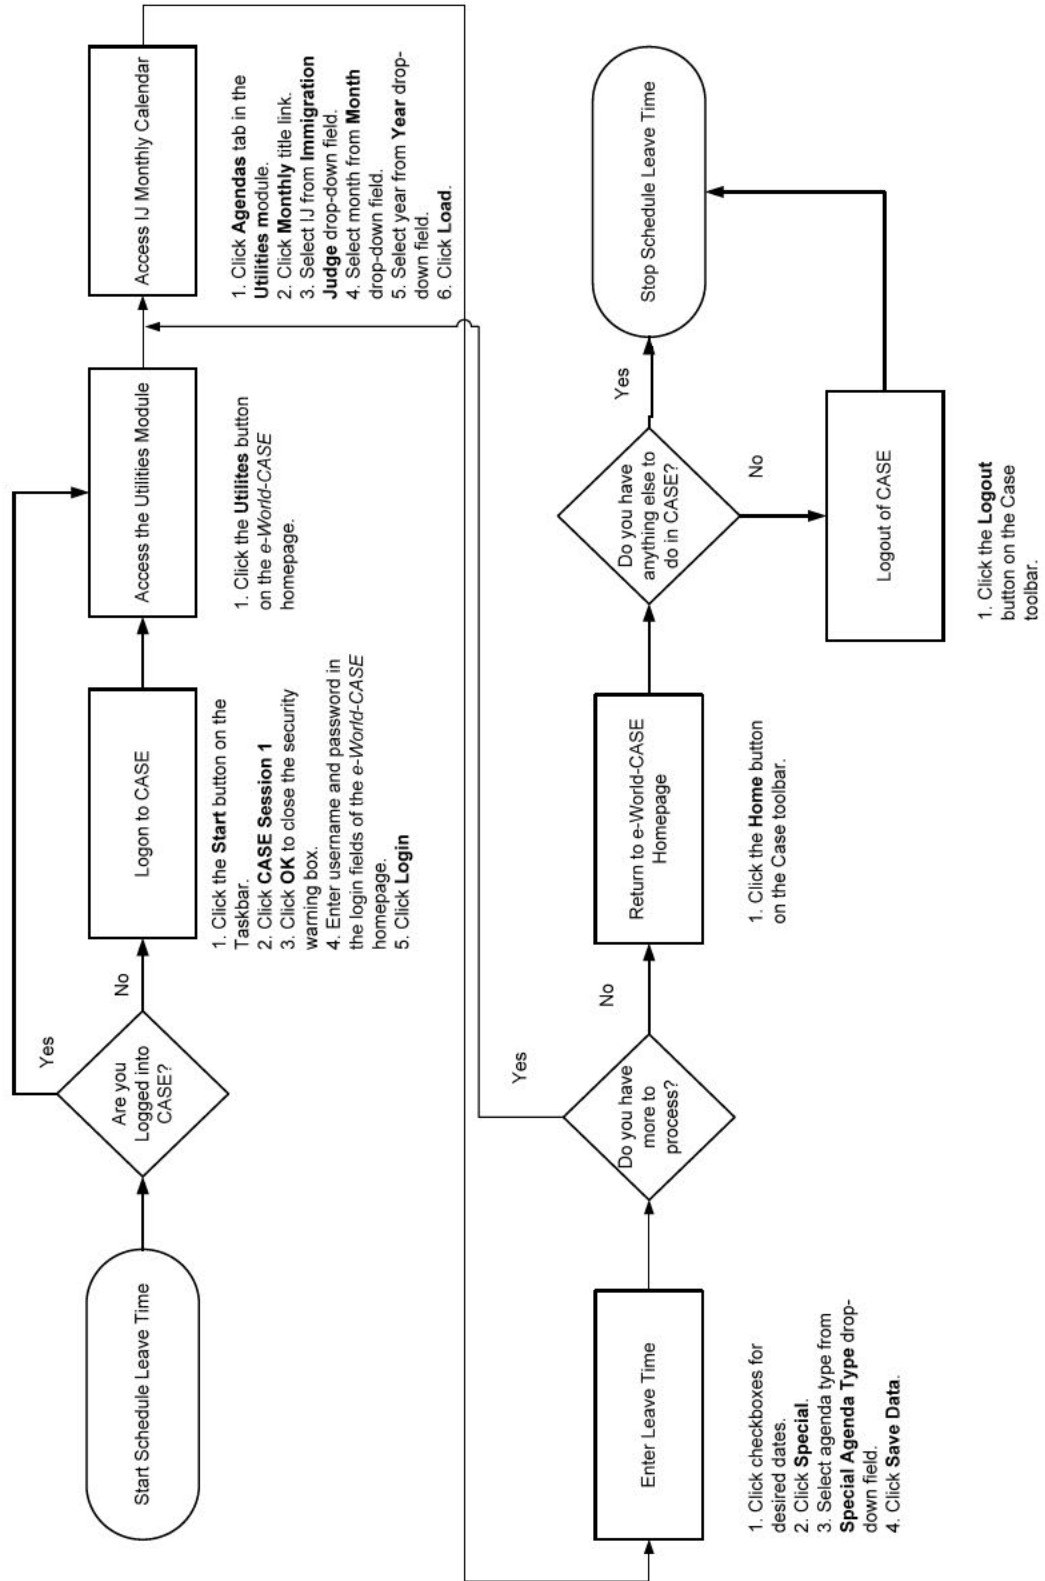 Start Schedule Leave Time
Are you
Logged into
CASE?
Yes
No
Logon to CASE
1. Click the Start button on the
Taskbar.
2. Click CASE Session 1
3. Click OK to close the security
warning box.
4. Enter username and password in
the login fields of the e-World-CASE
homepage.
5. Click Login
Access the Utilities Module
1. Click the Utilites button
on the e-World-CASE
homepage.
Access IJ Monthly Calendar
1. Click Agendas tab in the
Utilities module.
2. Click Monthly title link.
3. Select IJ from Immigration
Judge drop-down field.
4. Select month from Month
drop-down field.
5. Select year from Year drop-
down field.
6. Click Load.
Enter Leave Time
1. Click checkboxes for
desired dates.
2. Click Special.
3. Select agenda type from
Special Agenda Type drop-
down field.
4. Click Save Data.
Do you have
more to
process?
Yes
No
Return to e-World-CASE
Homepage
1. Click the Home button
on the Case toolbar.
Do you have
anything else to
do in CASE?
Yes
No
Stop Schedule Leave Time
Logout of CASE
1. Click the Logout
button on the Case
toolbar.